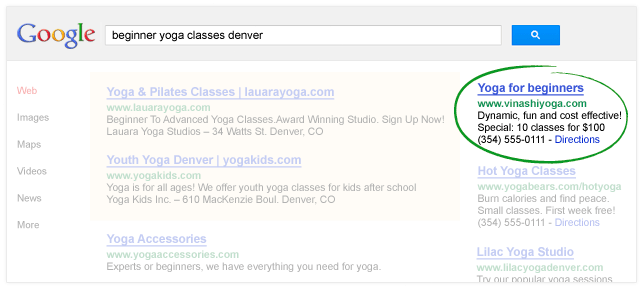 Google
beginner yoga classes denver
Web
Images
Maps
Videos
News
More
Yoga & Pilates Classes | lauarayoga.com
www.lauarayoga.com
Beginner To Advanced Yoga Classes.Award Winning Studio. Sign Up Now!
Lauara Yoga Studios – 34 Watts St. Denver, CO
Youth Yoga Denver | yogakids.com
www.yogakids.com
Yoga is for all ages! We offer youth yoga classes for kids after school
Yoga Kids Inc. – 610 MacKenzie Boul. Denver, CO
Yoga Accessories
www.yogaaccessories.com
Experts or beginners, we have everything you need for yoga.
Yoga for beginners
www.vinashiyoga.com
Dynamic, fun and cost effective!
Special: 10 classes for $100
(354) 555-0111 - Directions
Hot Yoga Classes
www.yogabears.com/hotyoga
Burn calories and find peace.
Small classes. First week free!
(354) 555-0111 - Directions
Lilac Yoga Studio
www.lilacyogadenver.com
Try our popular yoga sessions